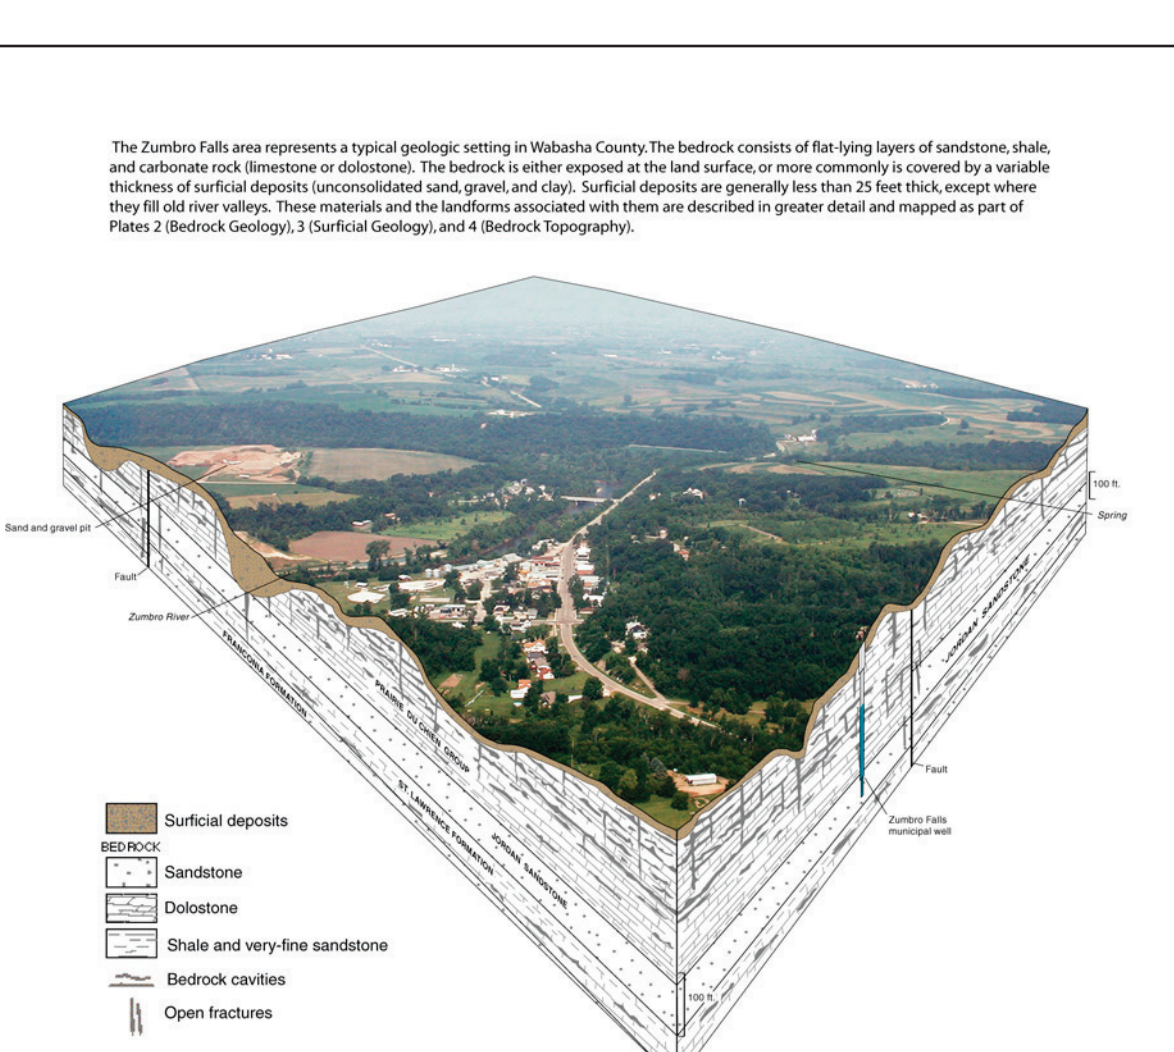 The Zumbro Falls area represents a typical geologic setting in Wabasha County. The bedrock consists of flat-lying layers of sandstone, shale,
and carbonate rock (limestone or dolostone). The bedrock is either exposed at the land surface, or more commonly is covered by a variable
thickness of surficial deposits (unconsolidated sand, gravel, and clay). Surficial deposits are generally less than 25 feet thick, except where
they fill old river valleys. These materials and the landforms associated with them are described in greater detail and mapped as part of
Plates 2 (Bedrock Geology), 3 (Surficial Geology), and 4 (Bedrock Topography).
100 ft.
Spring
Sand and gravel pit
Fault
Zumbro River
JORDAN SANDSTONE
FRANCONIA FORMATION
PRAIRIE DU CHIEN GROUP
ST. LAWRENCE FORMATION
JORDAN SANDSTONE
Fault
Zumbro Falls
municipal well
100 ft.
Surficial deposits
BEDROCK
Sandstone
Dolostone
Shale and very-fine sandstone
Bedrock cavities
Open fractures